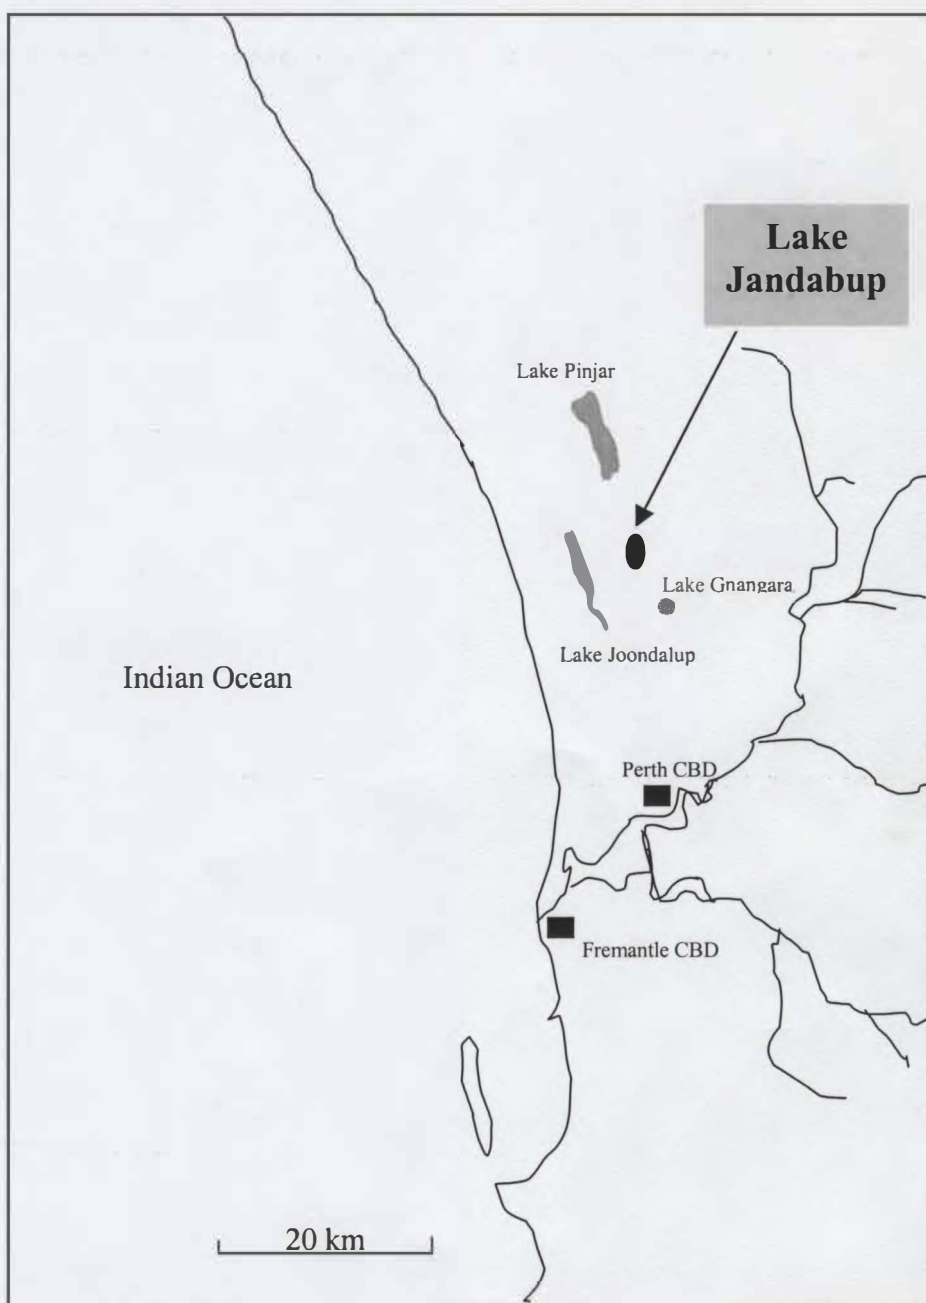 Lake
Jandabup
Lake Pinjar
Lake Gnangara
Lake Joondalup
Indian Ocean
Perth CBD
Fremantle CBD
20 km